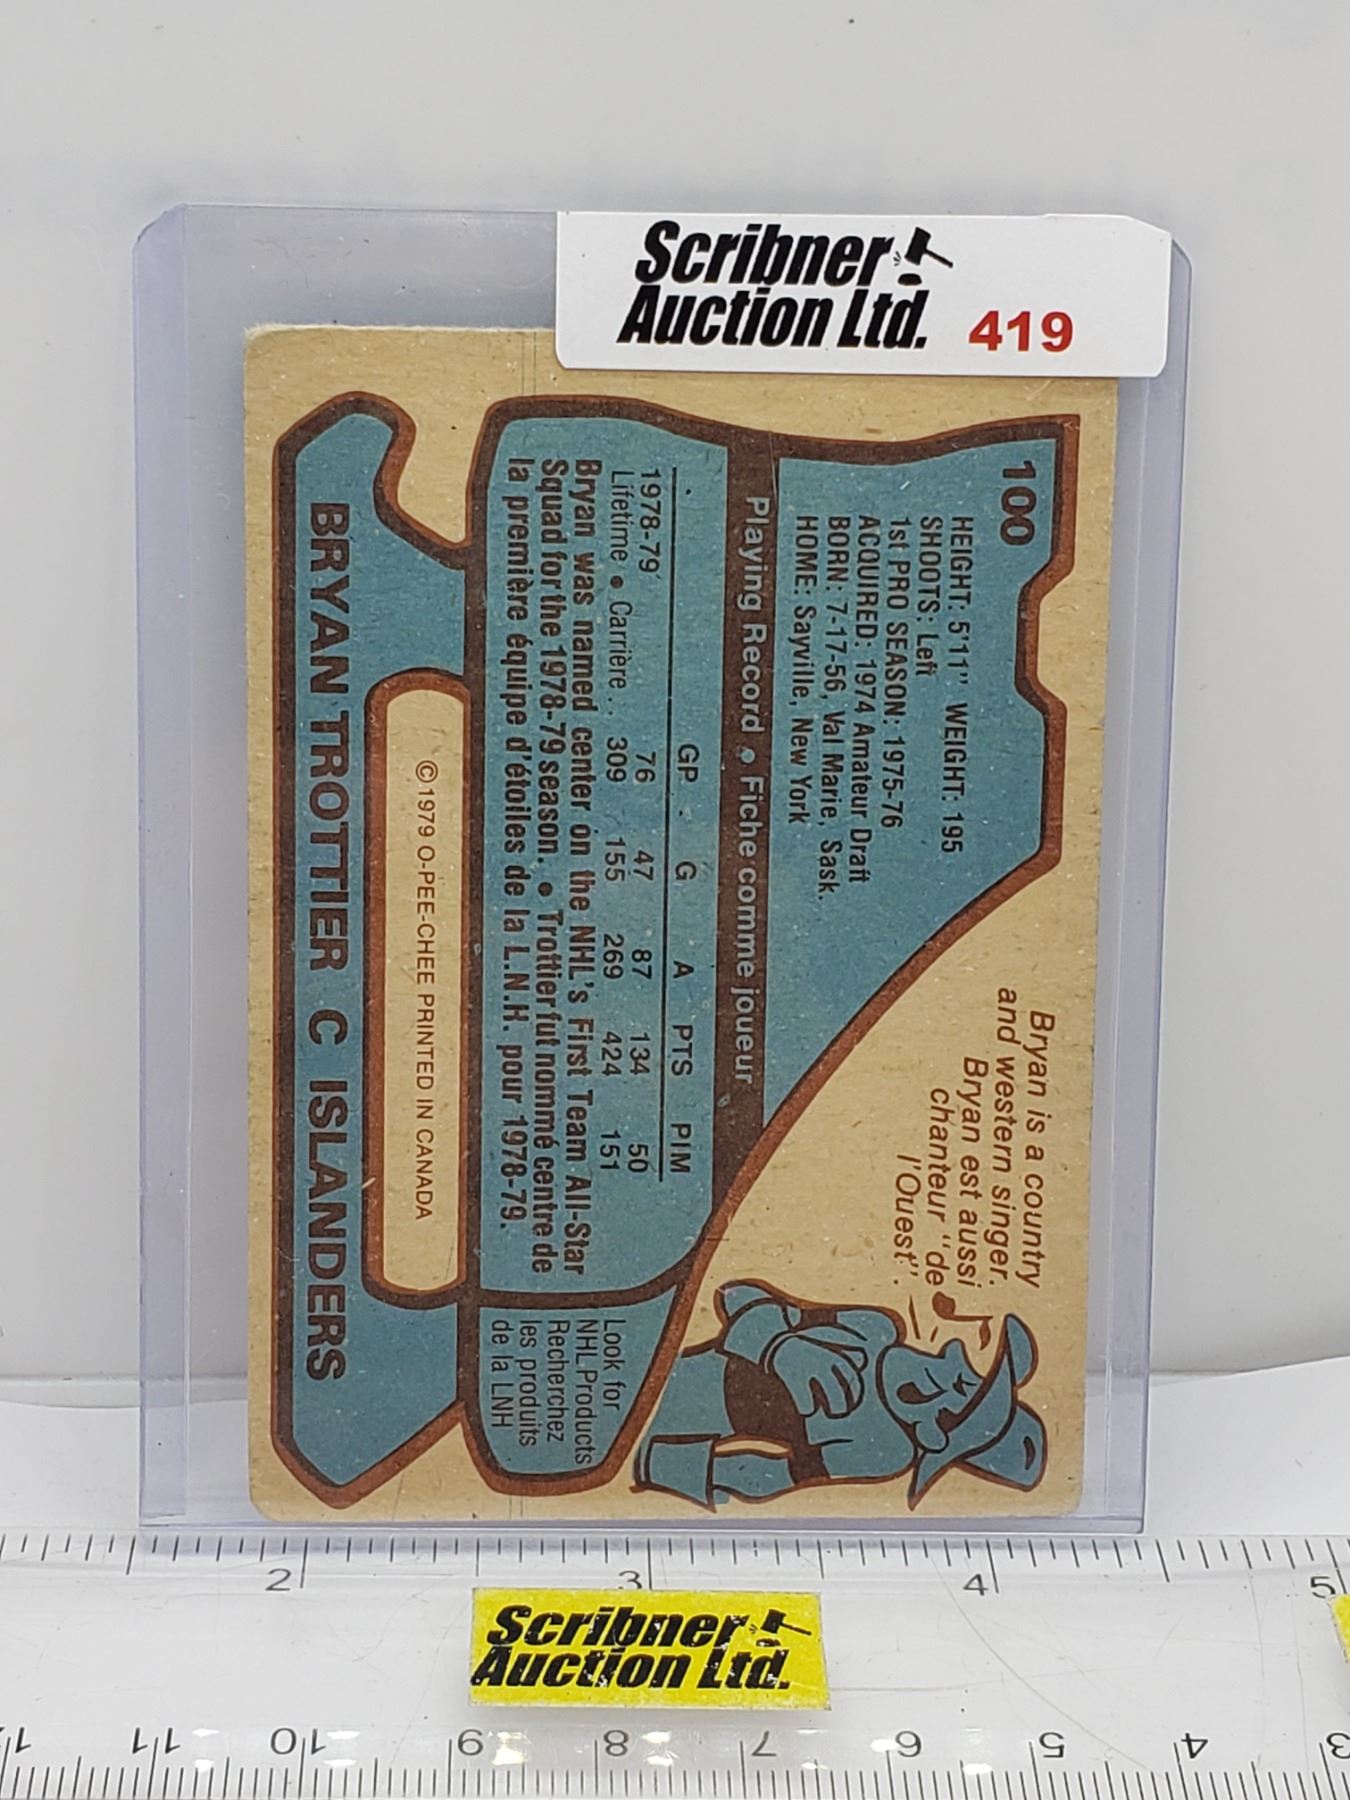 Scribner
Auction Ltd. 419
100
HEIGHT: 5'11" WEIGHT: 195
SHOOTS: Left
1st PRO SEASON: 1975-76
ACQUIRED: 1974 Amateur Draft
BORN: 7-17-56, Val Marie, Sask.
HOME: Sayville, New York
Bryan is a country
and western singer.
Bryan est aussi
chanteur "de
l'Ouest".
Playing Record • Fiche comme joueur
GP G A PTS PIM
1978-79 76 47 87 134 50
Lifetime • Carrière.. 309 155 269 424 151
Bryan was named center on the NHL's First Team All-Star
Squad for the 1978-79 season. • Trottier fut nommé centre de
la première équipe d'étoiles de la L.N.H. pour 1978-79.
Look for
NHL Products
Recherchez
les produits
de la LNH
©1979 O-PEE-CHEE PRINTED IN CANADA
BRYAN TROTTIER C ISLANDERS
2 3 4 5
Scribner
Auction Ltd.
11 10 9 8 7 6 5 4 3